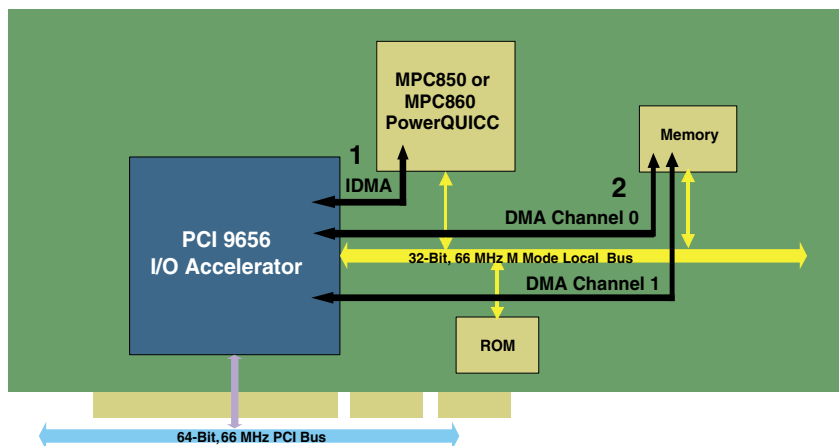 MPC850 or
MPC860
PowerQUICC
Memory
1
IDMA
2
DMA Channel 0
PCI 9656
I/O Accelerator
32-Bit, 66 MHz M Mode Local Bus
DMA Channel 1
ROM
64-Bit, 66 MHz PCI Bus